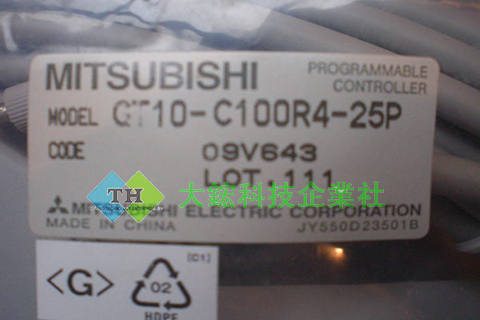 MITSUBISHI
PROGRAMMABLE
CONTROLLER
MODEL GT10-C100R4-25P
CODE 09V643
LOT.111
TH 大鋐科技企業社
MITSUBISHI ELECTRIC CORPORATION
MADE IN CHINA JY550D23501B
<G>
[C1]
02
HDPE